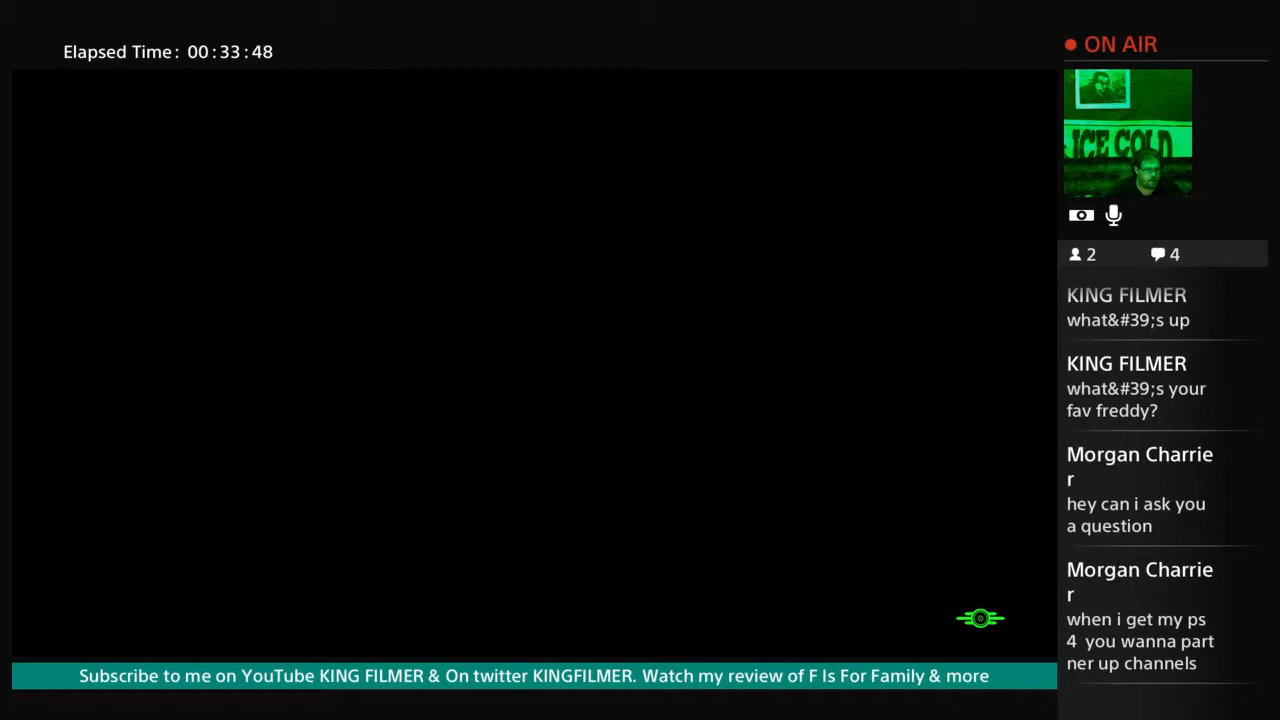 Elapsed Time: 00:33:48
ON AIR
ICE COLD
2
4
KING FILMER
what&#39;s up
KING FILMER
what&#39;s your
fav freddy?
Morgan Charrie
r
hey can i ask you
a question
Morgan Charrie
r
when i get my ps
4 you wanna part
ner up channels
Subscribe to me on YouTube KING FILMER & On twitter KINGFILMER. Watch my review of F Is For Family & more